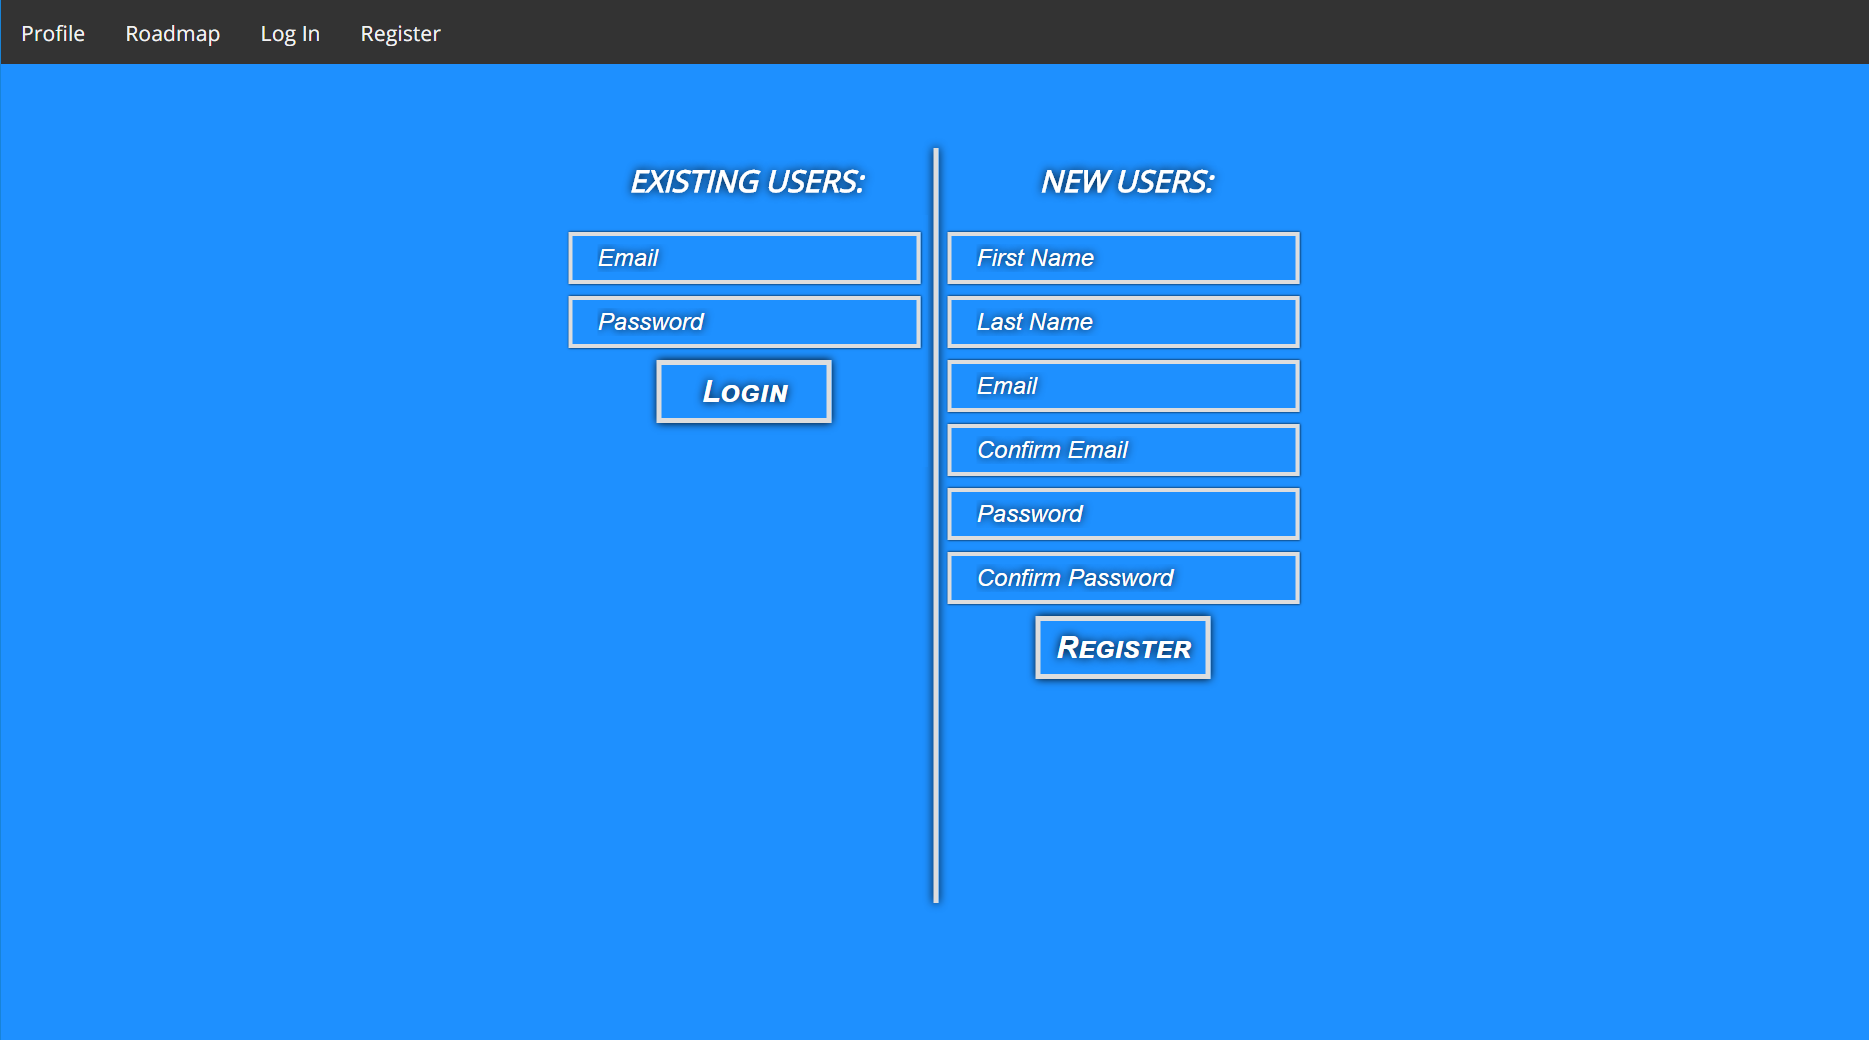 Profile Roadmap Log In Register
EXISTING USERS:
Email
Password
LOGIN
NEW USERS:
First Name
Last Name
Email
Confirm Email
Password
Confirm Password
REGISTER